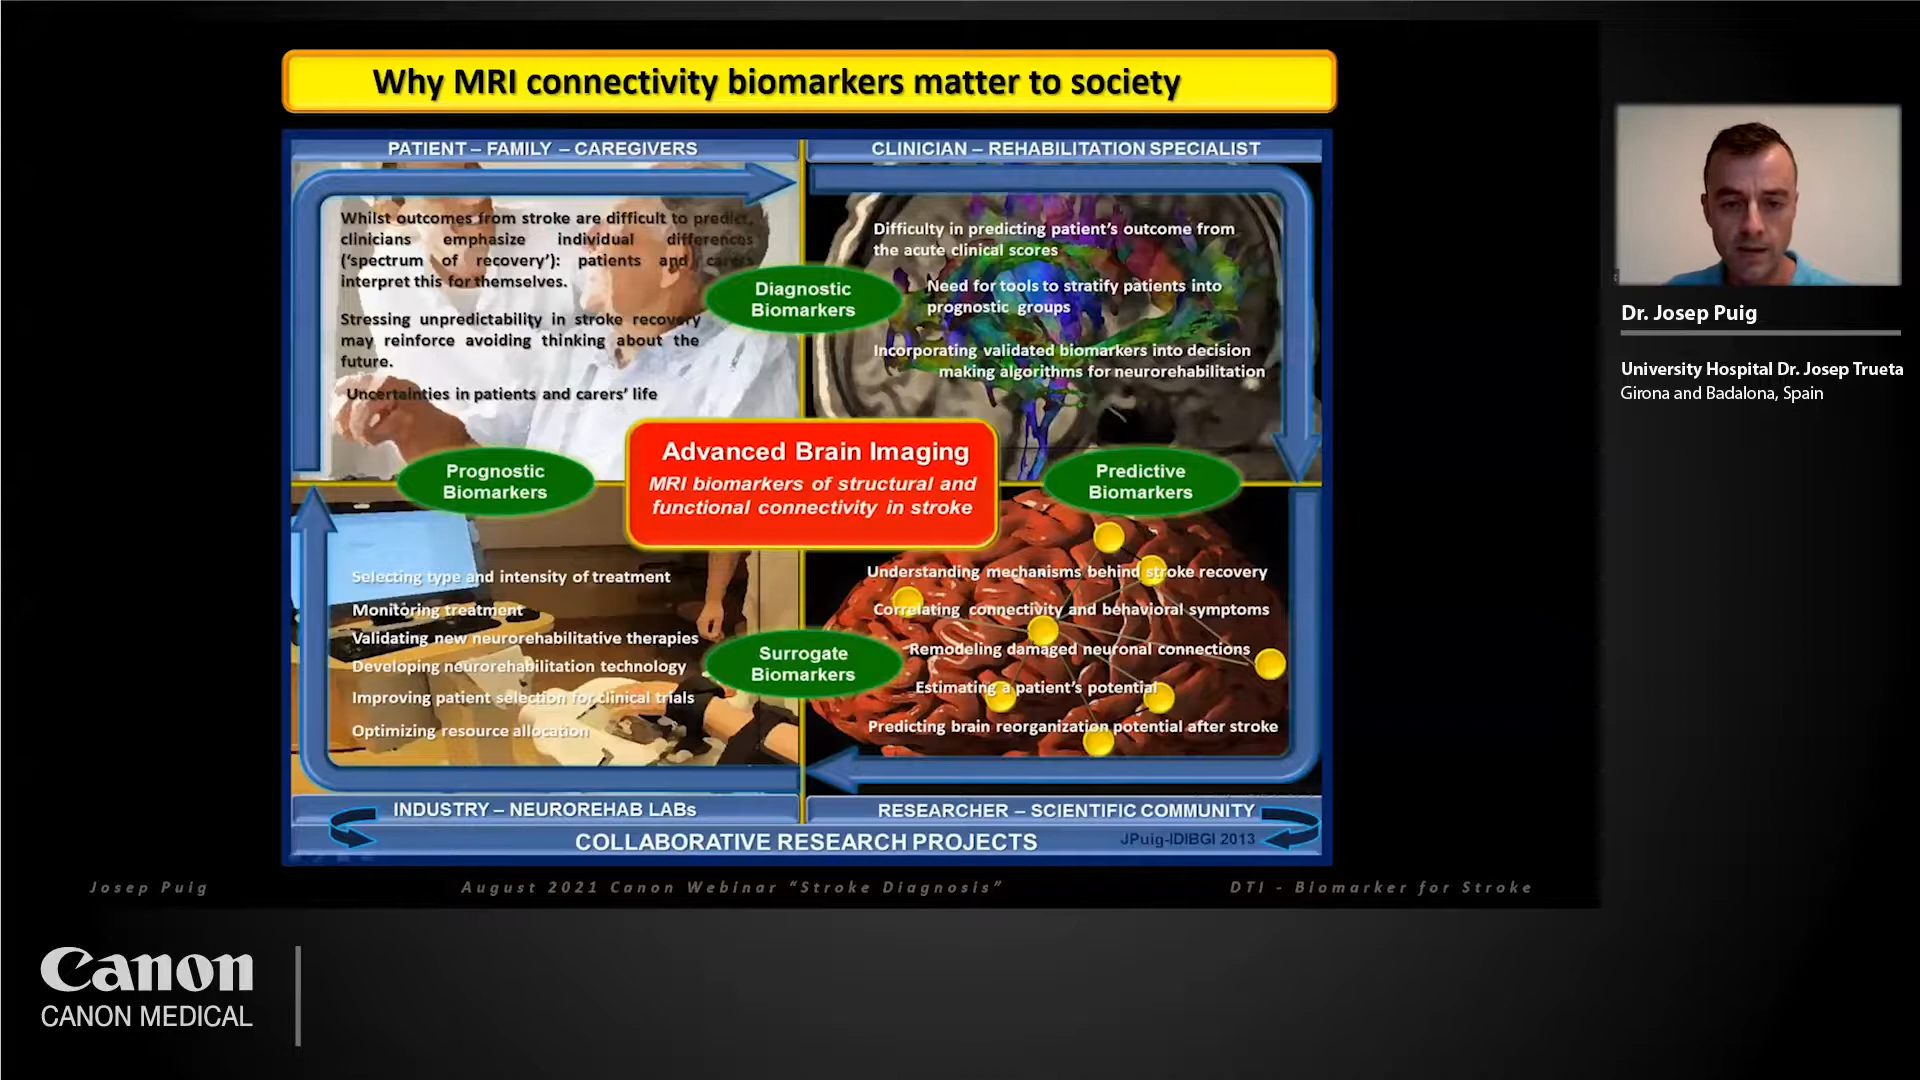 Why MRI connectivity biomarkers matter to society
PATIENT – FAMILY – CAREGIVERS
Whilst outcomes from stroke are difficult to predict,
clinicians emphasize individual differences
(‘spectrum of recovery’): patients and carers
interpret this for themselves.
Stressing unpredictability in stroke recovery
may reinforce avoiding thinking about the
future.
Uncertainties in patients and carers’ life
CLINICIAN – REHABILITATION SPECIALIST
Difficulty in predicting patient’s outcome from
the acute clinical scores
Need for tools to stratify patients into
prognostic groups
Incorporating validated biomarkers into decision
making algorithms for neurorehabilitation
Diagnostic
Biomarkers
Prognostic
Biomarkers
Advanced Brain Imaging
MRI biomarkers of structural and
functional connectivity in stroke
Predictive
Biomarkers
Selecting type and intensity of treatment
Monitoring treatment
Validating new neurorehabilitative therapies
Developing neurorehabilitation technology
Improving patient selection for clinical trials
Optimizing resource allocation
Surrogate
Biomarkers
Understanding mechanisms behind stroke recovery
Correlating connectivity and behavioral symptoms
Remodeling damaged neuronal connections
Estimating a patient’s potential
Predicting brain reorganization potential after stroke
INDUSTRY – NEUROREHAB LABs
RESEARCHER – SCIENTIFIC COMMUNITY
COLLABORATIVE RESEARCH PROJECTS
JPuig-IDIBGI 2013
Josep Puig
August 2021 Canon Webinar “Stroke Diagnosis”
DTI - Biomarker for Stroke
Dr. Josep Puig
University Hospital Dr. Josep Trueta
Girona and Badalona, Spain
Canon
CANON MEDICAL